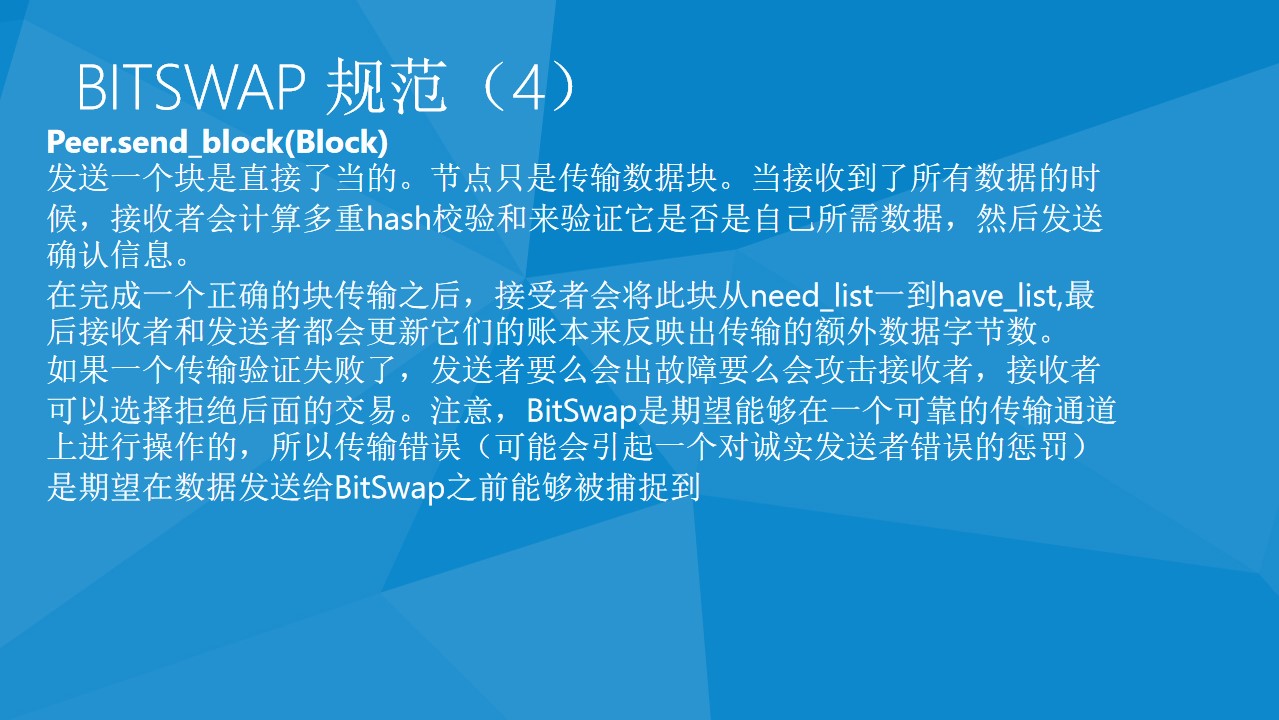 BITSWAP 规范（4）
Peer.send_block(Block)
发送一个块是直接了当的。节点只是传输数据块。当接收到了所有数据的时
候，接收者会计算多重hash校验和来验证它是否是自己所需数据，然后发送
确认信息。
在完成一个正确的块传输之后，接受者会将此块从need_list一到have_list,最
后接收者和发送者都会更新它们的账本来反映出传输的额外数据字节数。
如果一个传输验证失败了，发送者要么会出故障要么会攻击接收者，接收者
可以选择拒绝后面的交易。注意，BitSwap是期望能够在一个可靠的传输通道
上进行操作的，所以传输错误（可能会引起一个对诚实发送者错误的惩罚）
是期望在数据发送给BitSwap之前能够被捕捉到